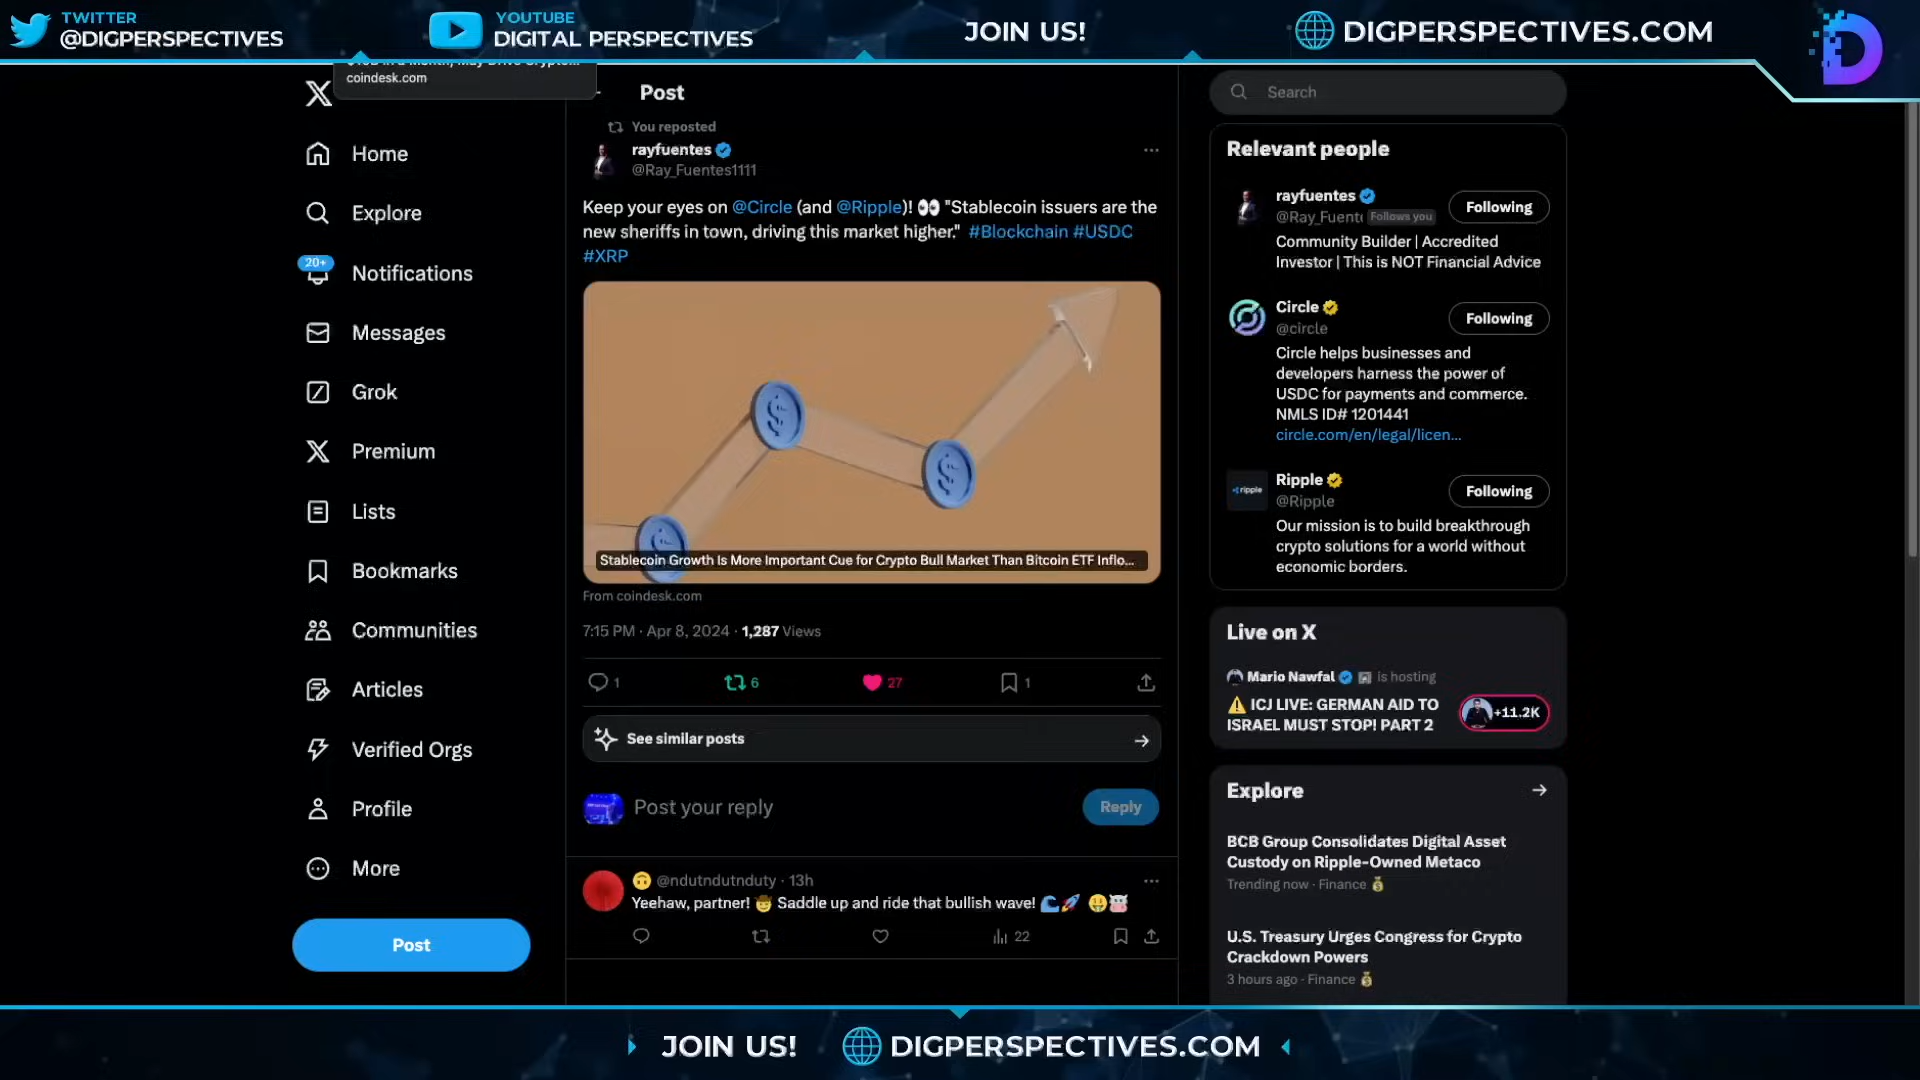 TWITTER
@DIGPERSPECTIVES
YOUTUBE
DIGITAL PERSPECTIVES
JOIN US!
DIGPERSPECTIVES.COM
coindesk.com
Home
Explore
20+
Notifications
Messages
Grok
Premium
Lists
Bookmarks
Communities
Articles
Verified Orgs
Profile
More
Post
Post
You reposted
rayfuentes
@Ray_Fuentes1111
Keep your eyes on @Circle (and @Ripple)! 👀 "Stablecoin issuers are the
new sheriffs in town, driving this market higher." #Blockchain #USDC
#XRP
Stablecoin Growth Is More Important Cue for Crypto Bull Market Than Bitcoin ETF Inflo...
From coindesk.com
7:15 PM · Apr 8, 2024 · 1,287 Views
1
6
27
1
See similar posts
Post your reply
Reply
🙃 @ndutndutnduty · 13h
Yeehaw, partner! 🤠 Saddle up and ride that bullish wave! 🌊🚀 🤑🐮
22
Search
Relevant people
rayfuentes
@Ray_Fuent Follows you
Following
Community Builder | Accredited
Investor | This is NOT Financial Advice
Circle
@circle
Following
Circle helps businesses and
developers harness the power of
USDC for payments and commerce.
NMLS ID# 1201441
circle.com/en/legal/licen...
Ripple
@Ripple
Following
ripple
Our mission is to build breakthrough
crypto solutions for a world without
economic borders.
Live on X
Mario Nawfal is hosting
⚠️ ICJ LIVE: GERMAN AID TO
ISRAEL MUST STOP! PART 2
+11.2K
Explore
BCB Group Consolidates Digital Asset
Custody on Ripple-Owned Metaco
Trending now · Finance 💰
U.S. Treasury Urges Congress for Crypto
Crackdown Powers
3 hours ago · Finance 💰
JOIN US!
DIGPERSPECTIVES.COM